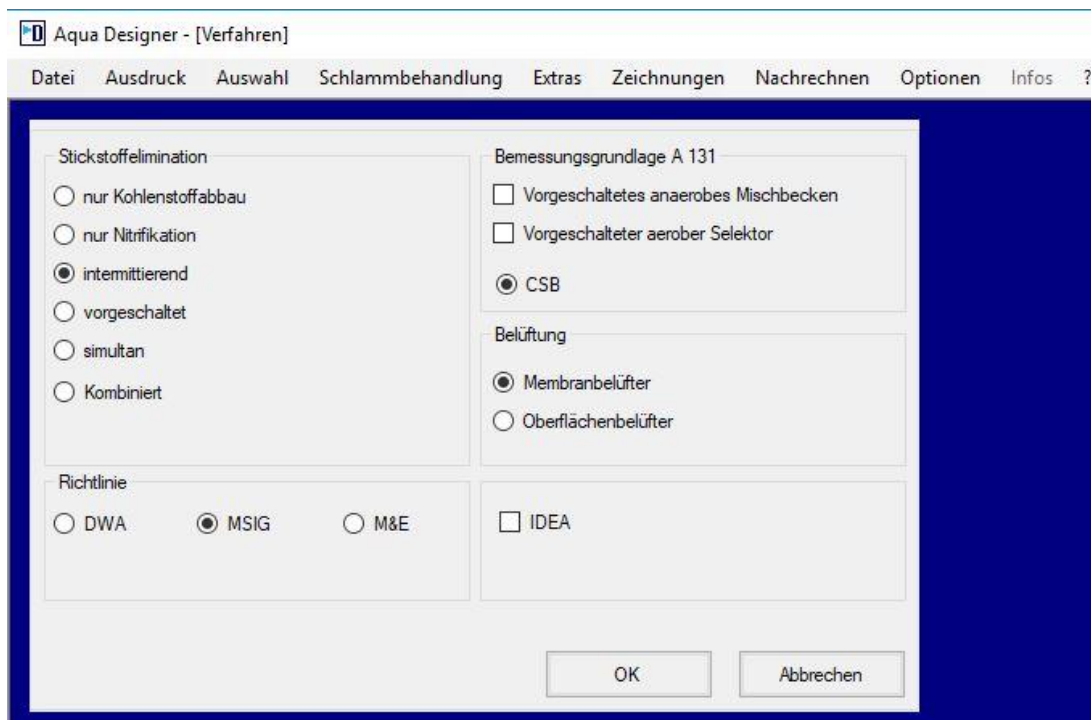 Aqua Designer - [Verfahren]
Datei Ausdruck Auswahl Schlammbehandlung Extras Zeichnungen Nachrechnen Optionen Infos ?
Stickstoffelimination
nur Kohlenstoffabbau
nur Nitrifikation
intermittierend
vorgeschaltet
simultan
Kombiniert
Bemessungsgrundlage A 131
Vorgeschaltetes anaerobes Mischbecken
Vorgeschalteter aerober Selektor
CSB
Belüftung
Membranbelüfter
Oberflächenbelüfter
Richtlinie
DWA MSIG M&E
IDEA
OK Abbrechen